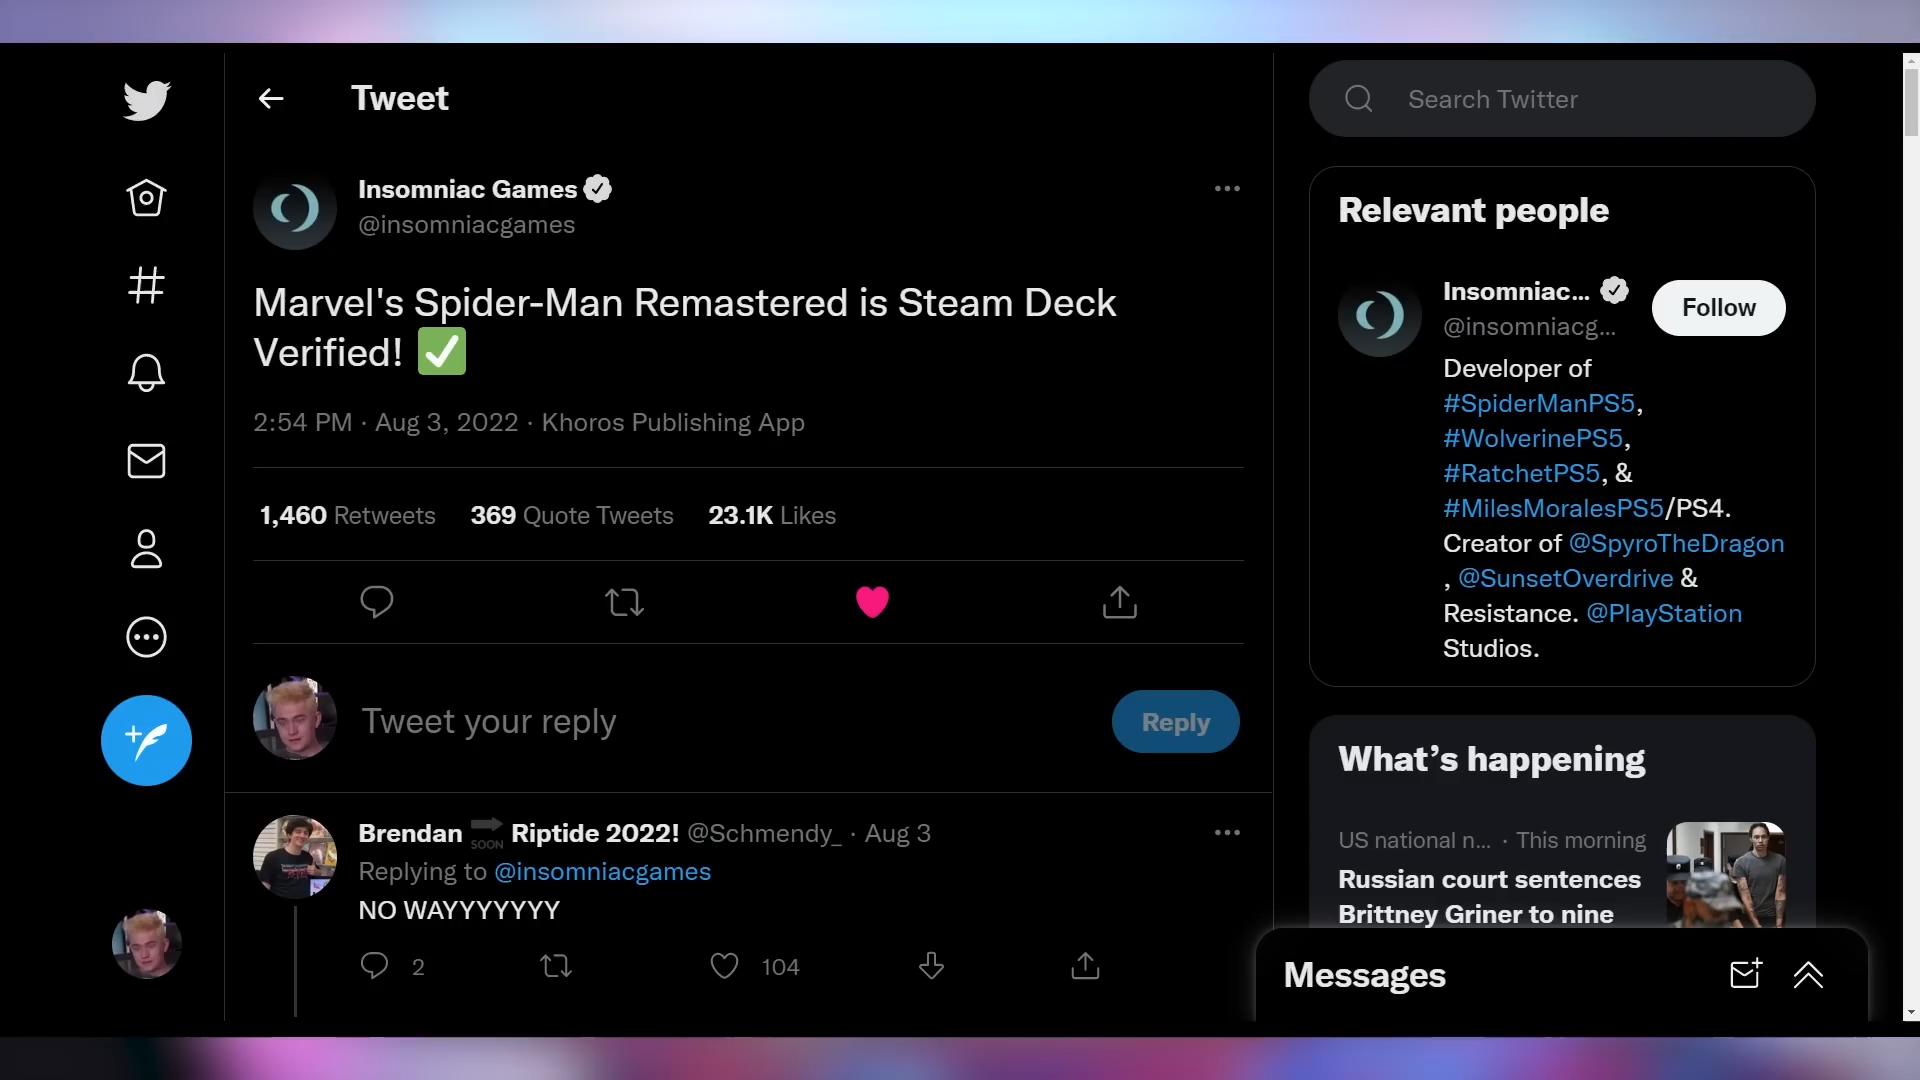 Tweet
Insomniac Games
@insomniacgames
Marvel's Spider-Man Remastered is Steam Deck
Verified! ✅
2:54 PM · Aug 3, 2022 · Khoros Publishing App
1,460 Retweets 369 Quote Tweets 23.1K Likes
Tweet your reply
Reply
Brendan SOON Riptide 2022! @Schmendy_ · Aug 3
Replying to @insomniacgames
NO WAYYYYYYY
2 104
Search Twitter
Relevant people
Insomniac...
@insomniacg...
Follow
Developer of
#SpiderManPS5,
#WolverinePS5,
#RatchetPS5, &
#MilesMoralesPS5/PS4.
Creator of @SpyroTheDragon
, @SunsetOverdrive &
Resistance. @PlayStation
Studios.
What’s happening
US national n... · This morning
Russian court sentences
Brittney Griner to nine
Messages